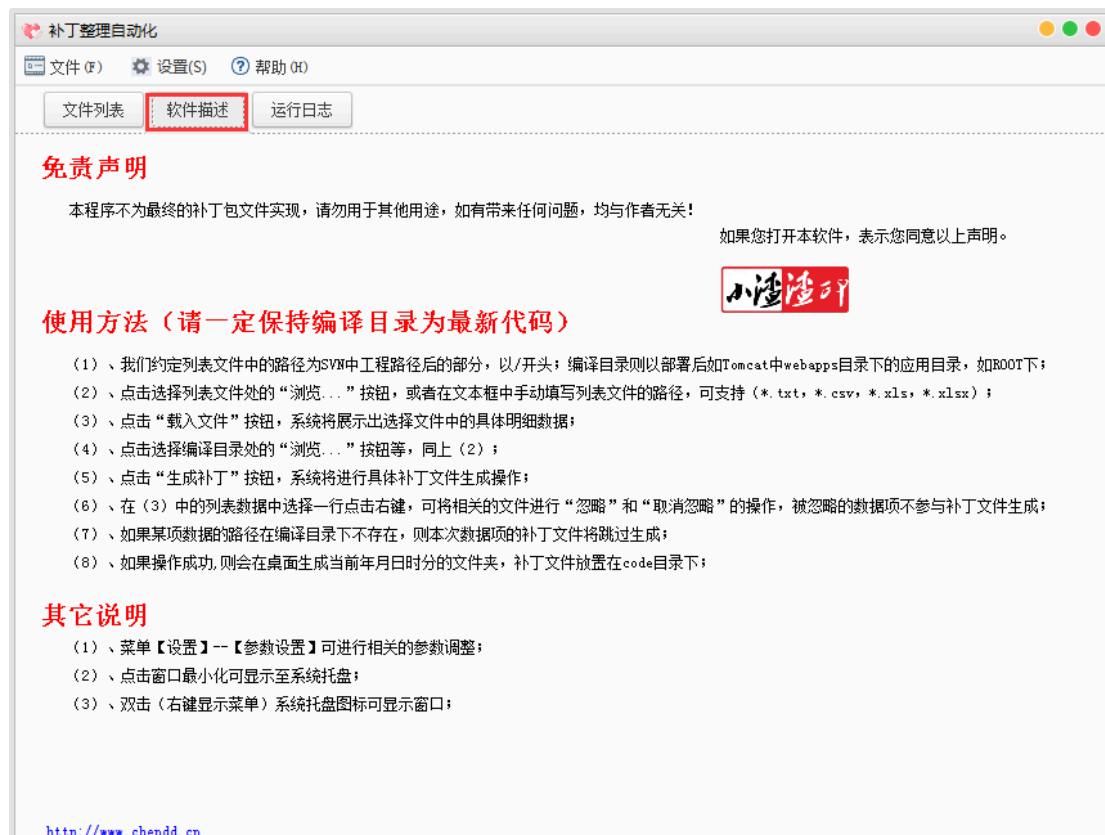 补丁整理自动化
文件(F) 设置(S) 帮助(H)
文件列表 软件描述 运行日志
免责声明
本程序不为最终的补丁包文件实现，请勿用于其他用途，如有带来任何问题，均与作者无关！
如果您打开本软件，表示您同意以上声明。
小渣渣印
使用方法（请一定保持编译目录为最新代码）
（1）、我们约定列表文件中的路径为SVN中工程路径后的部分，以/开头；编译目录则以部署后如Tomcat中webapps目录下的应用目录，如ROOT下；
（2）、点击选择列表文件处的“浏览...”按钮，或者在文本框中手动填写列表文件的路径，可支持（*.txt，*.csv，*.xls，*.xlsx）；
（3）、点击“载入文件”按钮，系统将展示出选择文件中的具体明细数据；
（4）、点击选择编译目录处的“浏览...”按钮等，同上（2）；
（5）、点击“生成补丁”按钮，系统将进行具体补丁文件生成操作；
（6）、在（3）中的列表数据中选择一行点击右键，可将相关的文件进行“忽略”和“取消忽略”的操作，被忽略的数据项不参与补丁文件生成；
（7）、如果某项数据的路径在编译目录下不存在，则本次数据项的补丁文件将跳过生成；
（8）、如果操作成功,则会在桌面生成当前年月日时分的文件夹，补丁文件放置在code目录下；
其它说明
（1）、菜单【设置】--【参数设置】可进行相关的参数调整；
（2）、点击窗口最小化可显示至系统托盘；
（3）、双击（右键显示菜单）系统托盘图标可显示窗口；
http://www.chendd.cn